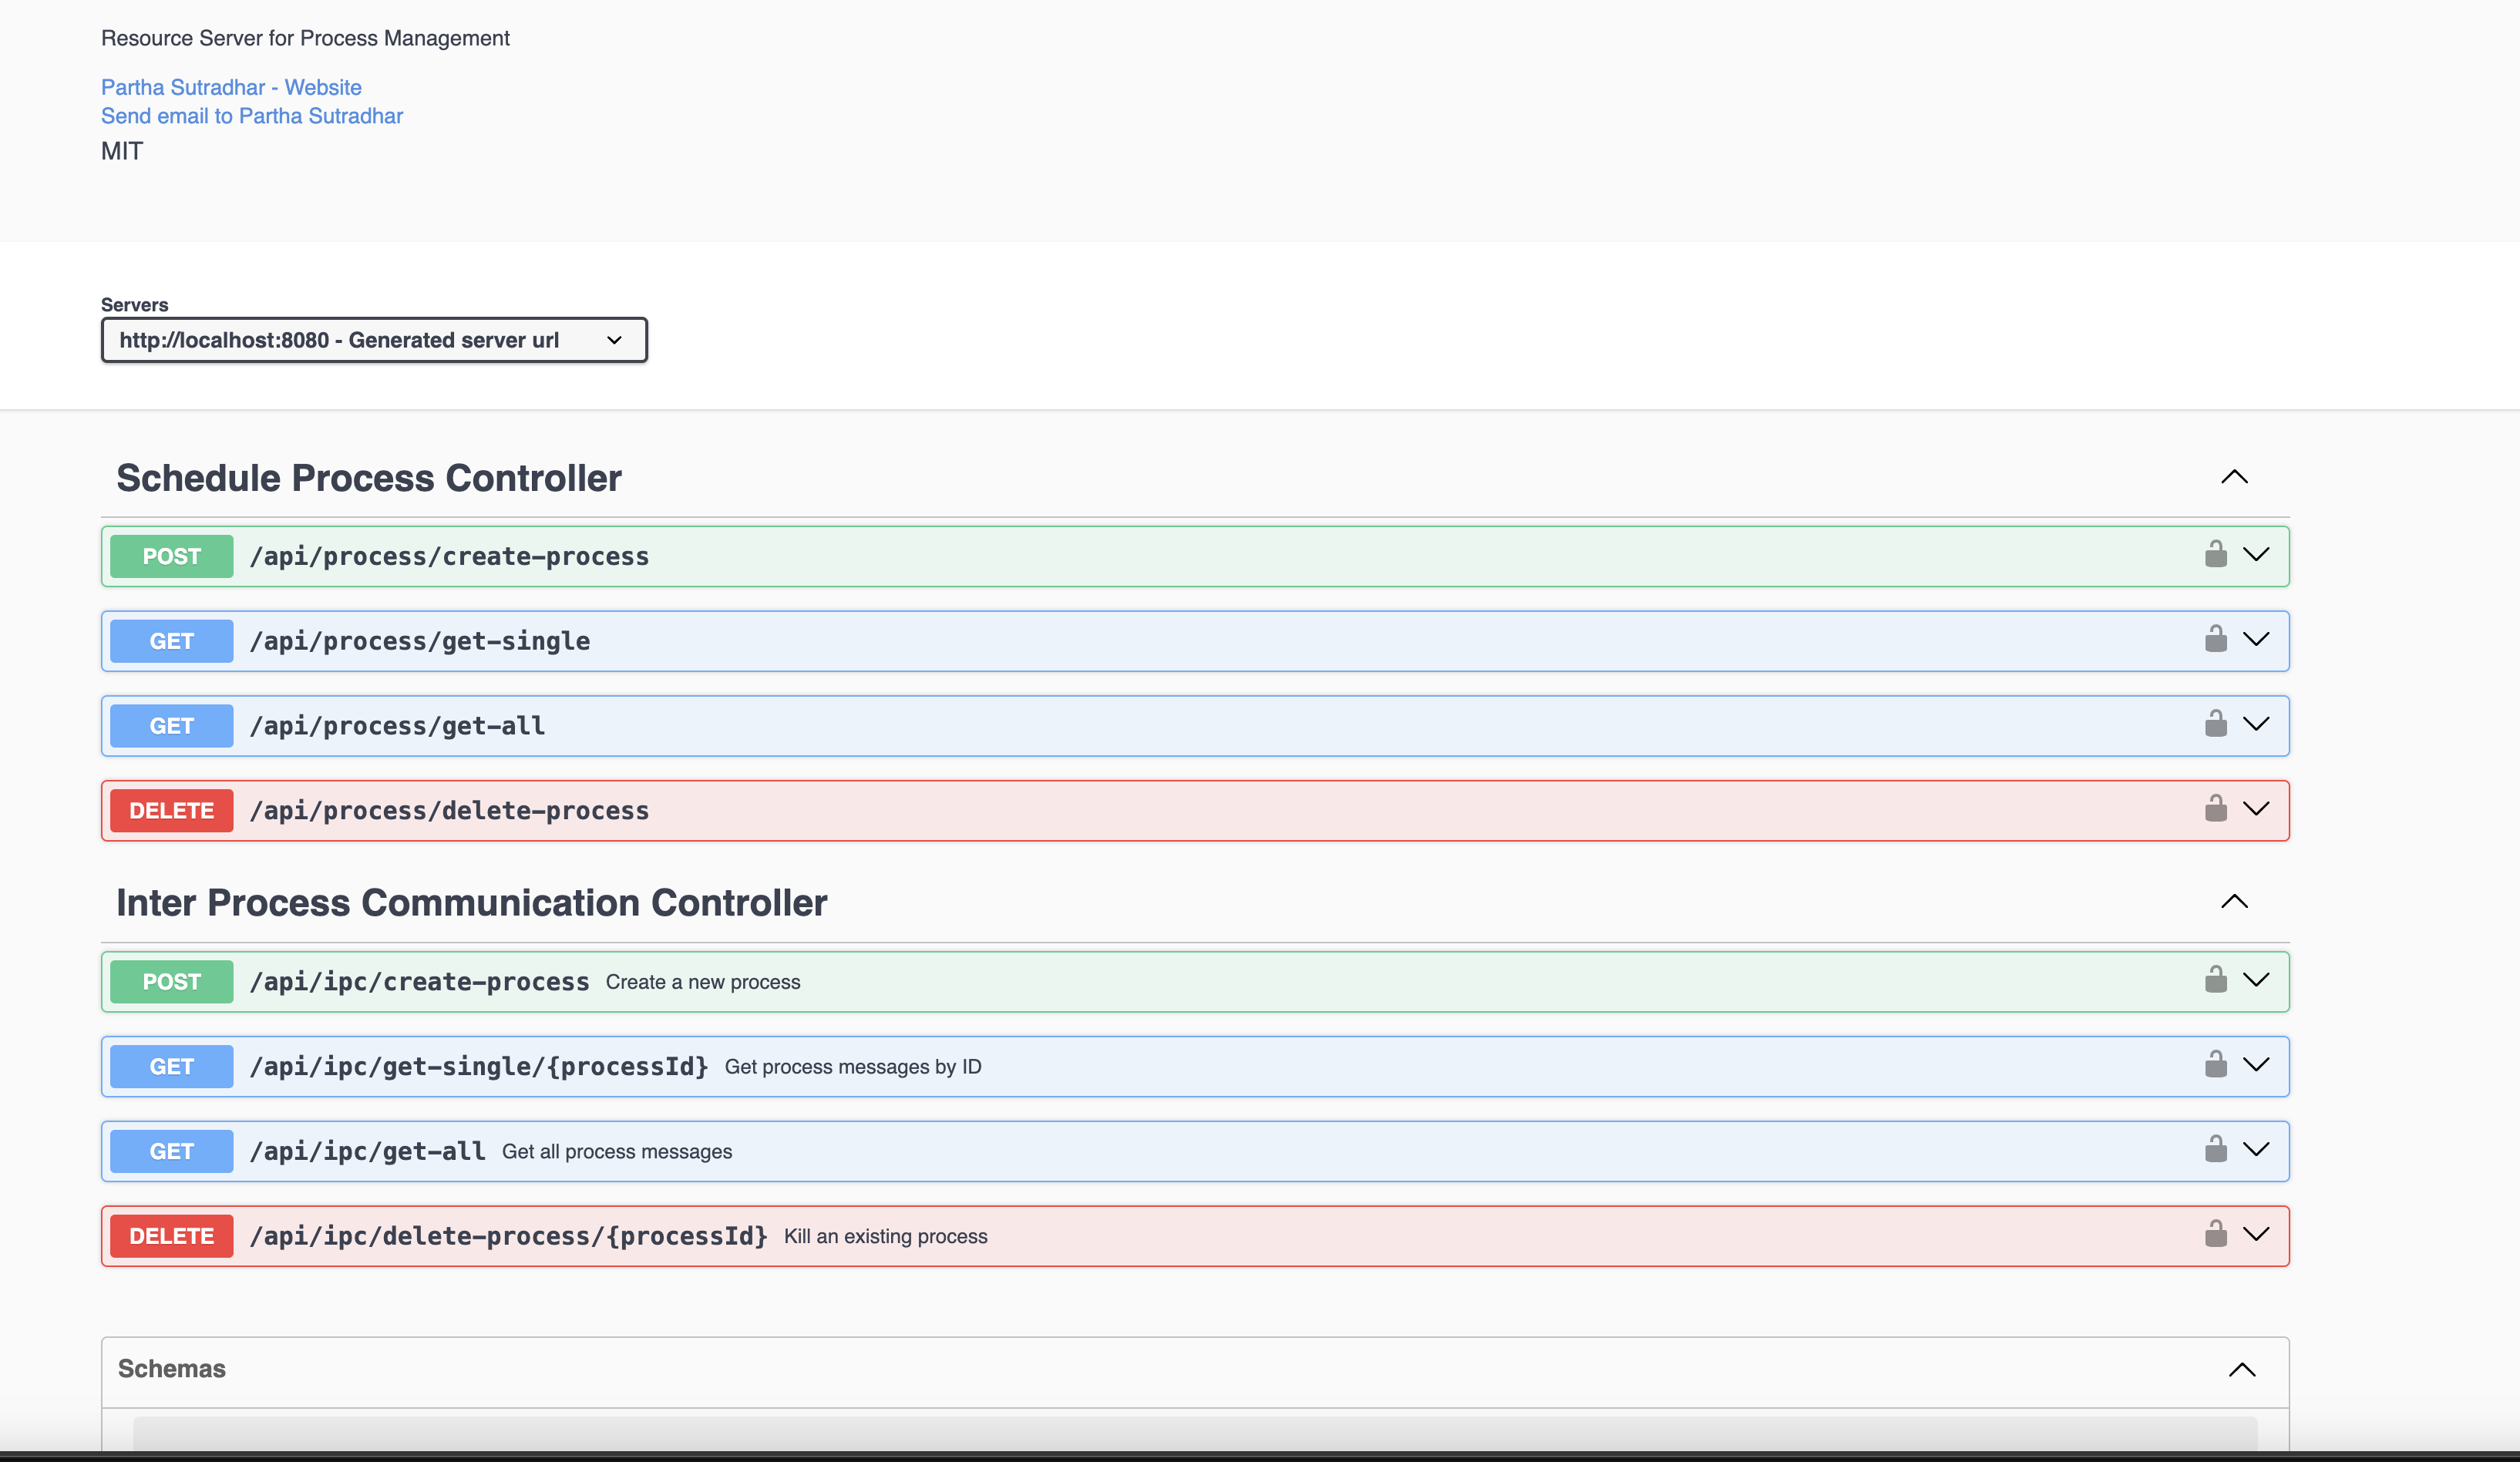 Resource Server for Process Management
Partha Sutradhar - Website
Send email to Partha Sutradhar
MIT
Servers
http://localhost:8080 - Generated server url
Schedule Process Controller
POST /api/process/create-process
GET /api/process/get-single
GET /api/process/get-all
DELETE /api/process/delete-process
Inter Process Communication Controller
POST /api/ipc/create-process Create a new process
GET /api/ipc/get-single/{processId} Get process messages by ID
GET /api/ipc/get-all Get all process messages
DELETE /api/ipc/delete-process/{processId} Kill an existing process
Schemas